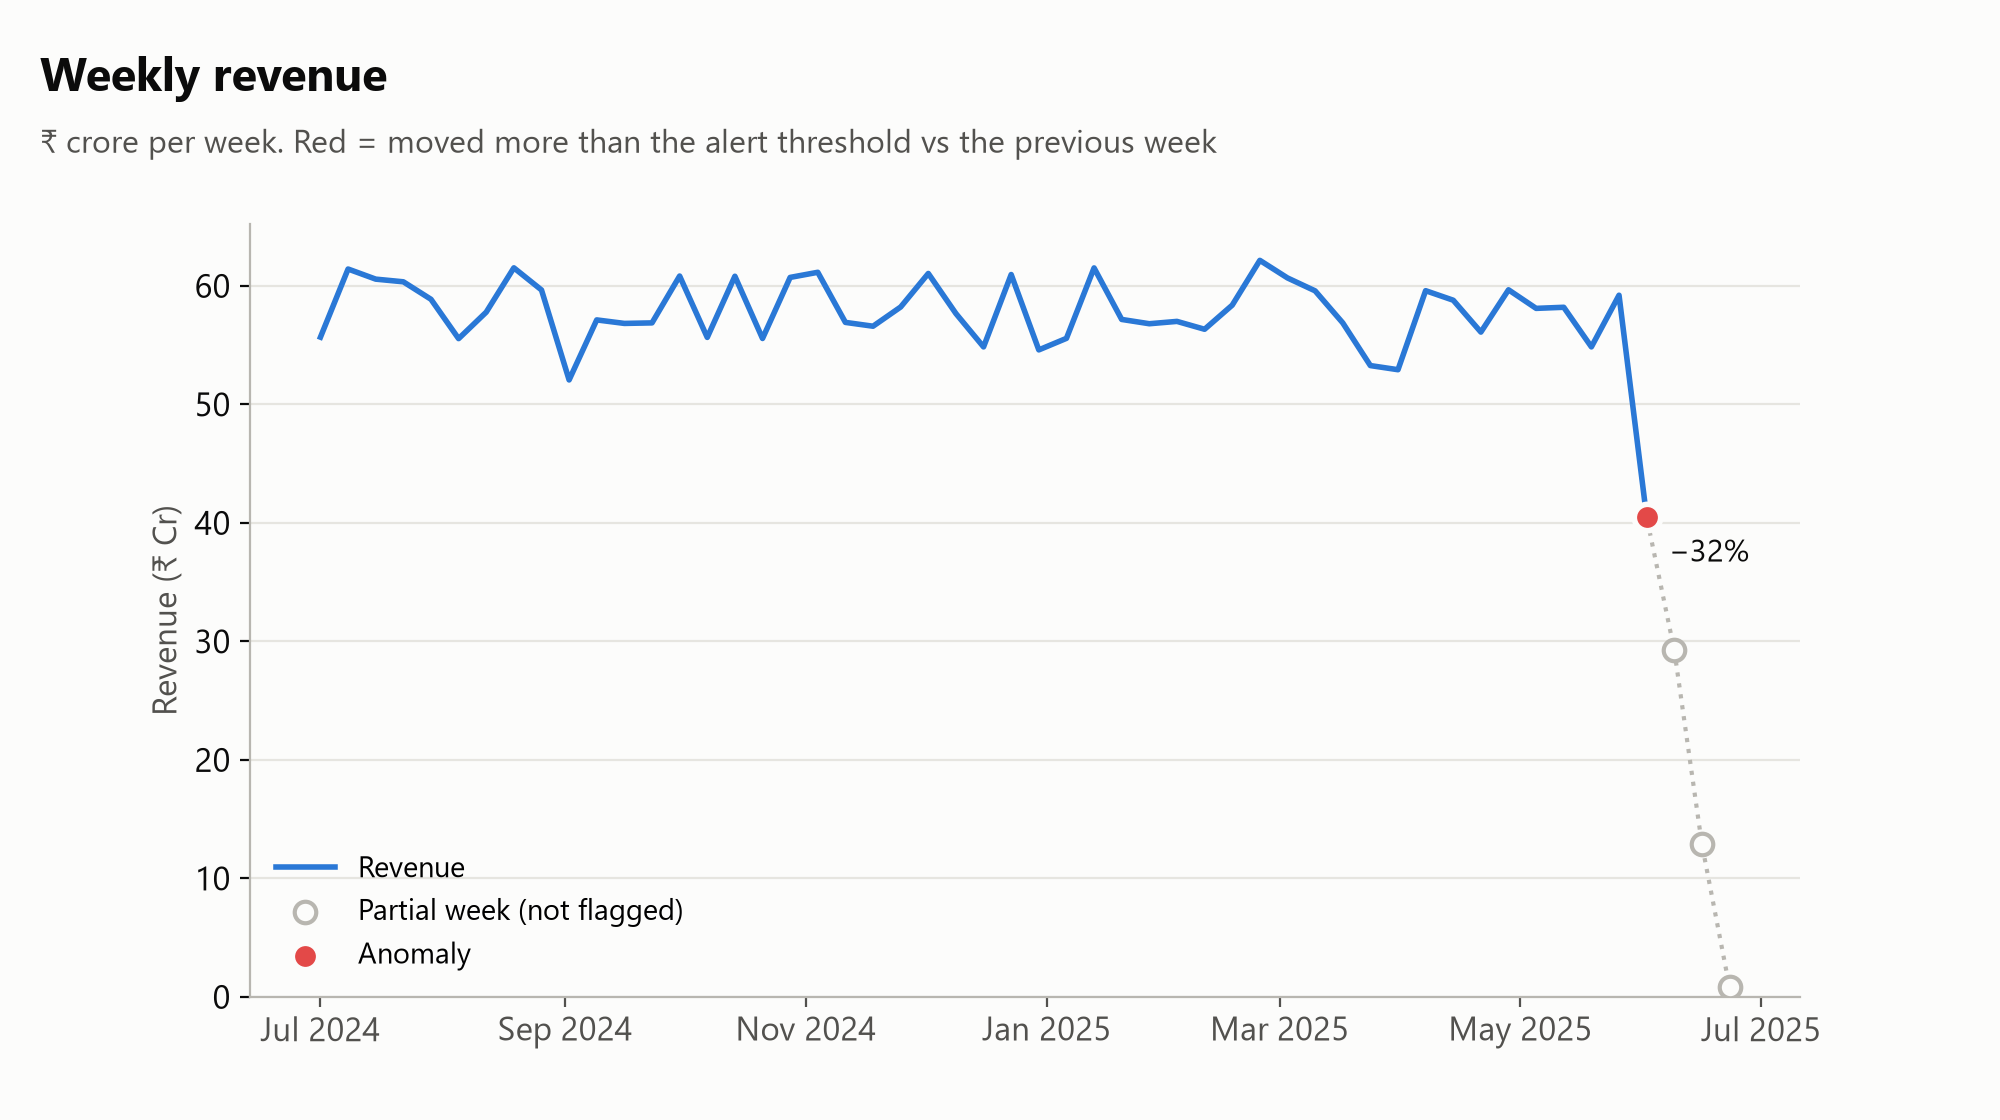 Weekly revenue
₹ crore per week. Red = moved more than the alert threshold vs the previous week
Revenue (₹ Cr)
60
50
40
30
20
10
0
−32%
Revenue
Partial week (not flagged)
Anomaly
Jul 2024
Sep 2024
Nov 2024
Jan 2025
Mar 2025
May 2025
Jul 2025